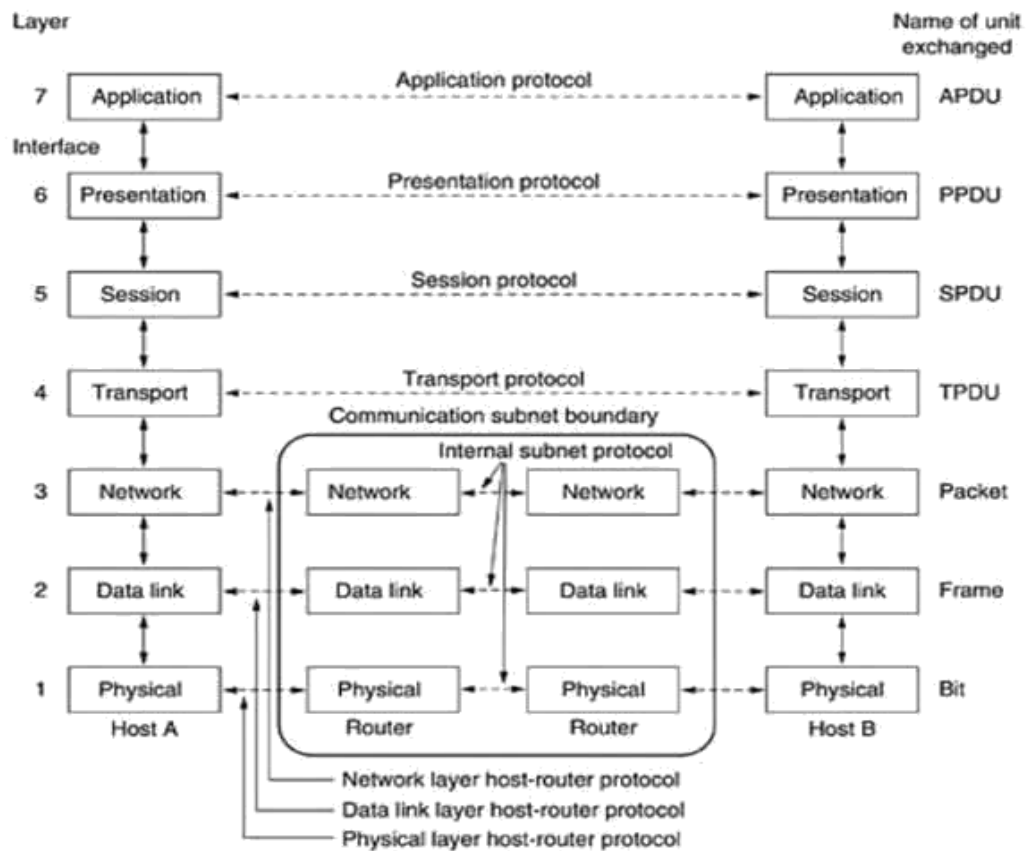 Layer
Name of unit
exchanged
7 Application Application protocol Application APDU
Interface
6 Presentation Presentation protocol Presentation PPDU
5 Session Session protocol Session SPDU
4 Transport Transport protocol Transport TPDU
Communication subnet boundary
Internal subnet protocol
3 Network Network Network Network Packet
2 Data link Data link Data link Data link Frame
1 Physical Physical Physical Physical Bit
Host A Router Router Host B
Network layer host-router protocol
Data link layer host-router protocol
Physical layer host-router protocol